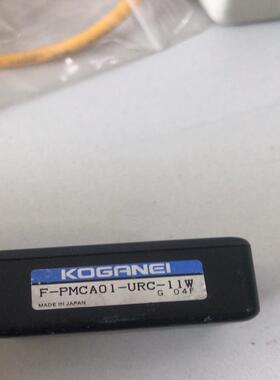 KOGANEI
F-PMCA01-URC-11W
G 04F
MADE IN JAPAN